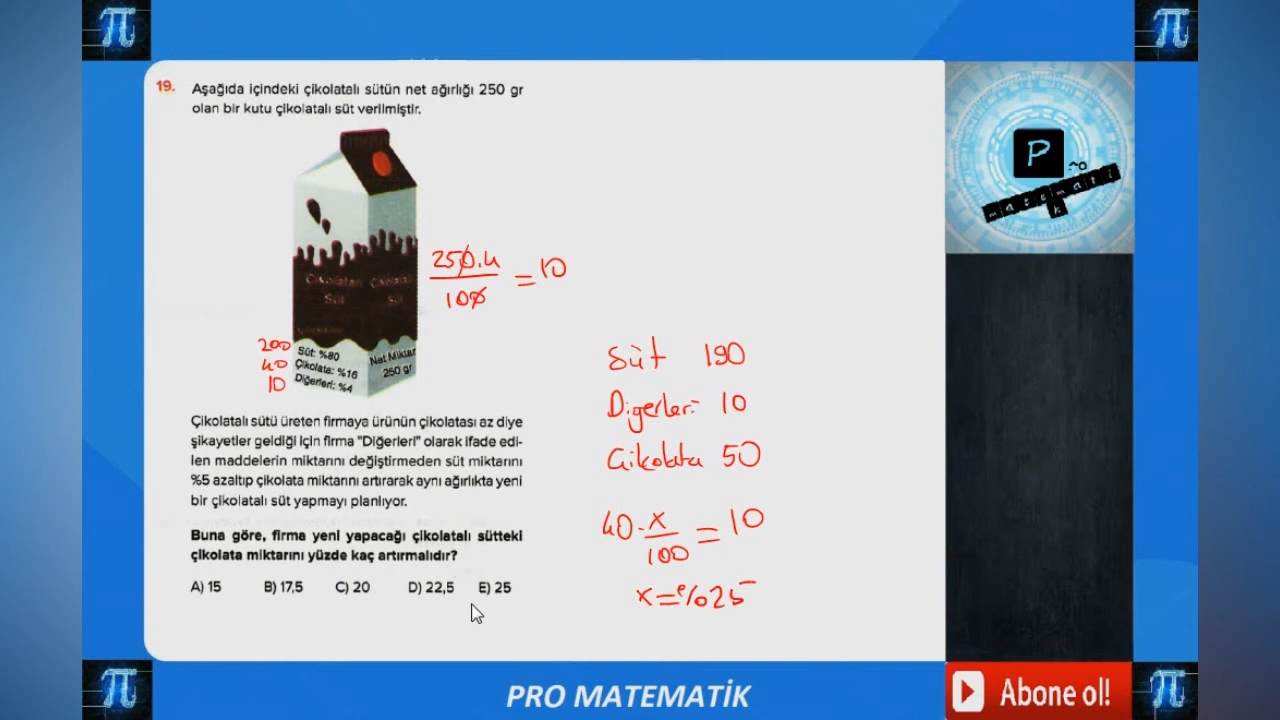 19. Aşağıda içindeki çikolatalı sütün net ağırlığı 250 gr
olan bir kutu çikolatalı süt verilmiştir.
Çikolatalı
Süt
Çikolatalı
Süt
Süt: %80
Çikolata: %16
Diğerleri: %4
Net Miktar
250 gr
200
40
10
250.4
100
= 10
Çikolatalı sütü üreten firmaya ürünün çikolatası az diye
şikayetler geldiği için firma "Diğerleri" olarak ifade edi-
len maddelerin miktarını değiştirmeden süt miktarını
%5 azaltıp çikolata miktarını artırarak aynı ağırlıkta yeni
bir çikolatalı süt yapmayı planlıyor.
Buna göre, firma yeni yapacağı çikolatalı sütteki
çikolata miktarını yüzde kaç artırmalıdır?
A) 15 B) 17,5 C) 20 D) 22,5 E) 25
Süt 190
Digerleri 10
Çikolata 50
40 . x/100 = 10
x = %25
P
ro
matemati
k
PRO MATEMATİK
Abone ol!
π
π
π
π